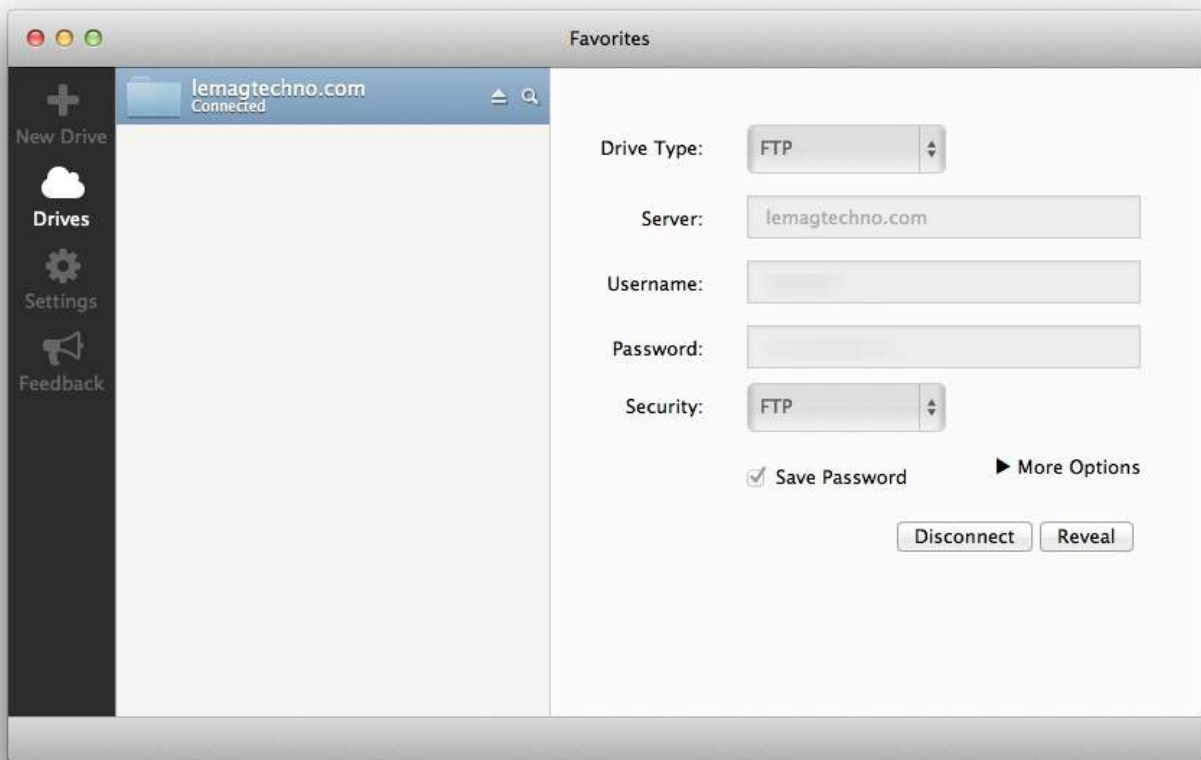 Favorites
New Drive
Drives
Settings
Feedback
lemagtechno.com
Connected
Drive Type: FTP
Server: lemagtechno.com
Username:
Password:
Security: FTP
Save Password
More Options
Disconnect Reveal